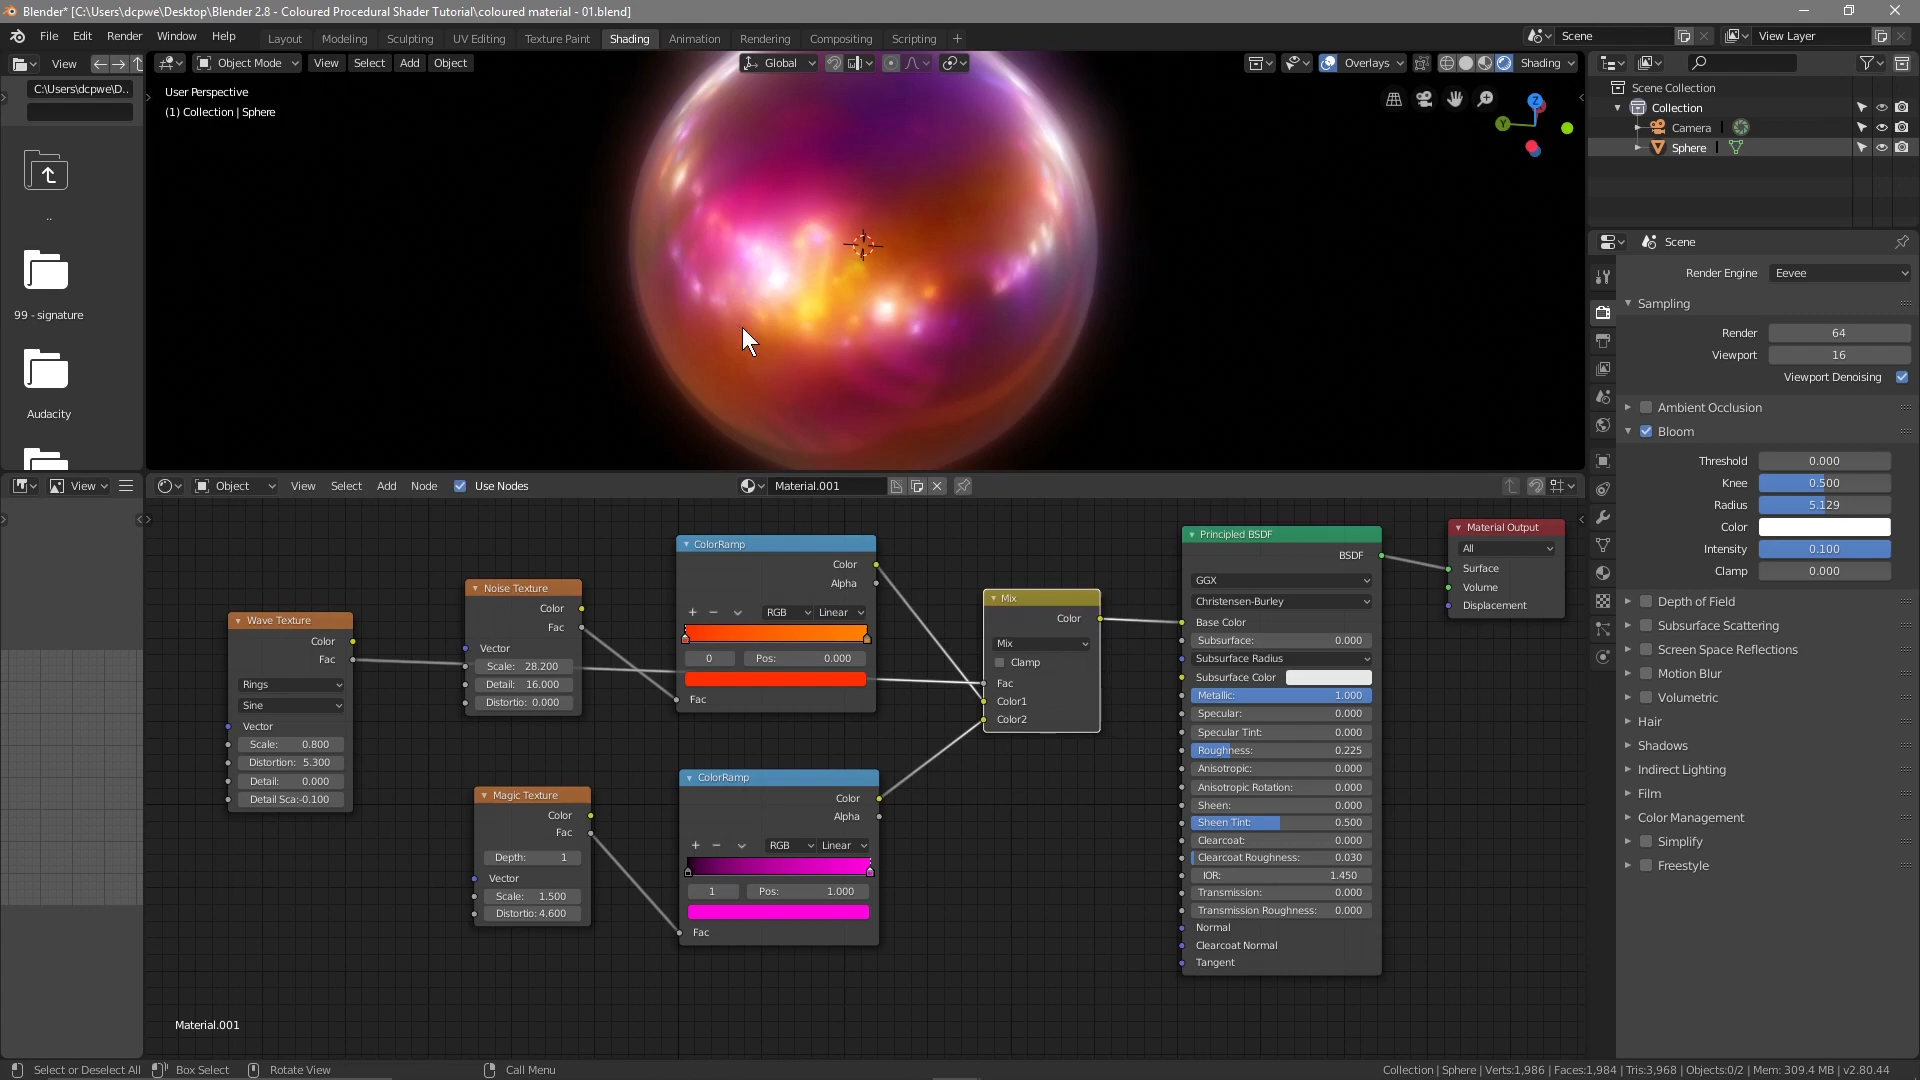 Blender* [C:\Users\dcpwe\Desktop\Blender 2.8 - Coloured Procedural Shader Tutorial\coloured material - 01.blend]
File Edit Render Window Help Layout Modeling Sculpting UV Editing Texture Paint Shading Animation Rendering Compositing Scripting + Scene View Layer
View Object Mode View Select Add Object Global Overlays Shading
C:\Users\dcpwe\D..
User Perspective
(1) Collection | Sphere
..
99 - signature
Audacity
Scene Collection
Collection
Camera
Sphere
Scene
Render Engine Eevee
Sampling
Render 64
Viewport 16
Viewport Denoising
Ambient Occlusion
Bloom
Threshold 0.000
Knee 0.500
Radius 5.129
Color
Intensity 0.100
Clamp 0.000
Depth of Field
Subsurface Scattering
Screen Space Reflections
Motion Blur
Volumetric
Hair
Shadows
Indirect Lighting
Film
Color Management
Simplify
Freestyle
View Object View Select Add Node Use Nodes Material.001
Wave Texture
Color
Fac
Rings
Sine
Vector
Scale: 0.800
Distortion: 5.300
Detail: 0.000
Detail Sca:-0.100
Noise Texture
Color
Fac
Vector
Scale: 28.200
Detail: 16.000
Distortio: 0.000
Magic Texture
Color
Fac
Depth: 1
Vector
Scale: 1.500
Distortio: 4.600
ColorRamp
Color
Alpha
+ − RGB Linear
0 Pos: 0.000
Fac
ColorRamp
Color
Alpha
+ − RGB Linear
1 Pos: 1.000
Fac
Mix
Color
Mix
Clamp
Fac
Color1
Color2
Principled BSDF
BSDF
GGX
Christensen-Burley
Base Color
Subsurface: 0.000
Subsurface Radius
Subsurface Color
Metallic: 1.000
Specular: 0.000
Specular Tint: 0.000
Roughness: 0.225
Anisotropic: 0.000
Anisotropic Rotation: 0.000
Sheen: 0.000
Sheen Tint: 0.500
Clearcoat: 0.000
Clearcoat Roughness: 0.030
IOR: 1.450
Transmission: 0.000
Transmission Roughness: 0.000
Normal
Clearcoat Normal
Tangent
Material Output
All
Surface
Volume
Displacement
Material.001
Select or Deselect All Box Select Rotate View Call Menu Collection | Sphere | Verts:1,986 | Faces:1,984 | Tris:3,968 | Objects:0/2 | Mem: 309.4 MB | v2.80.44